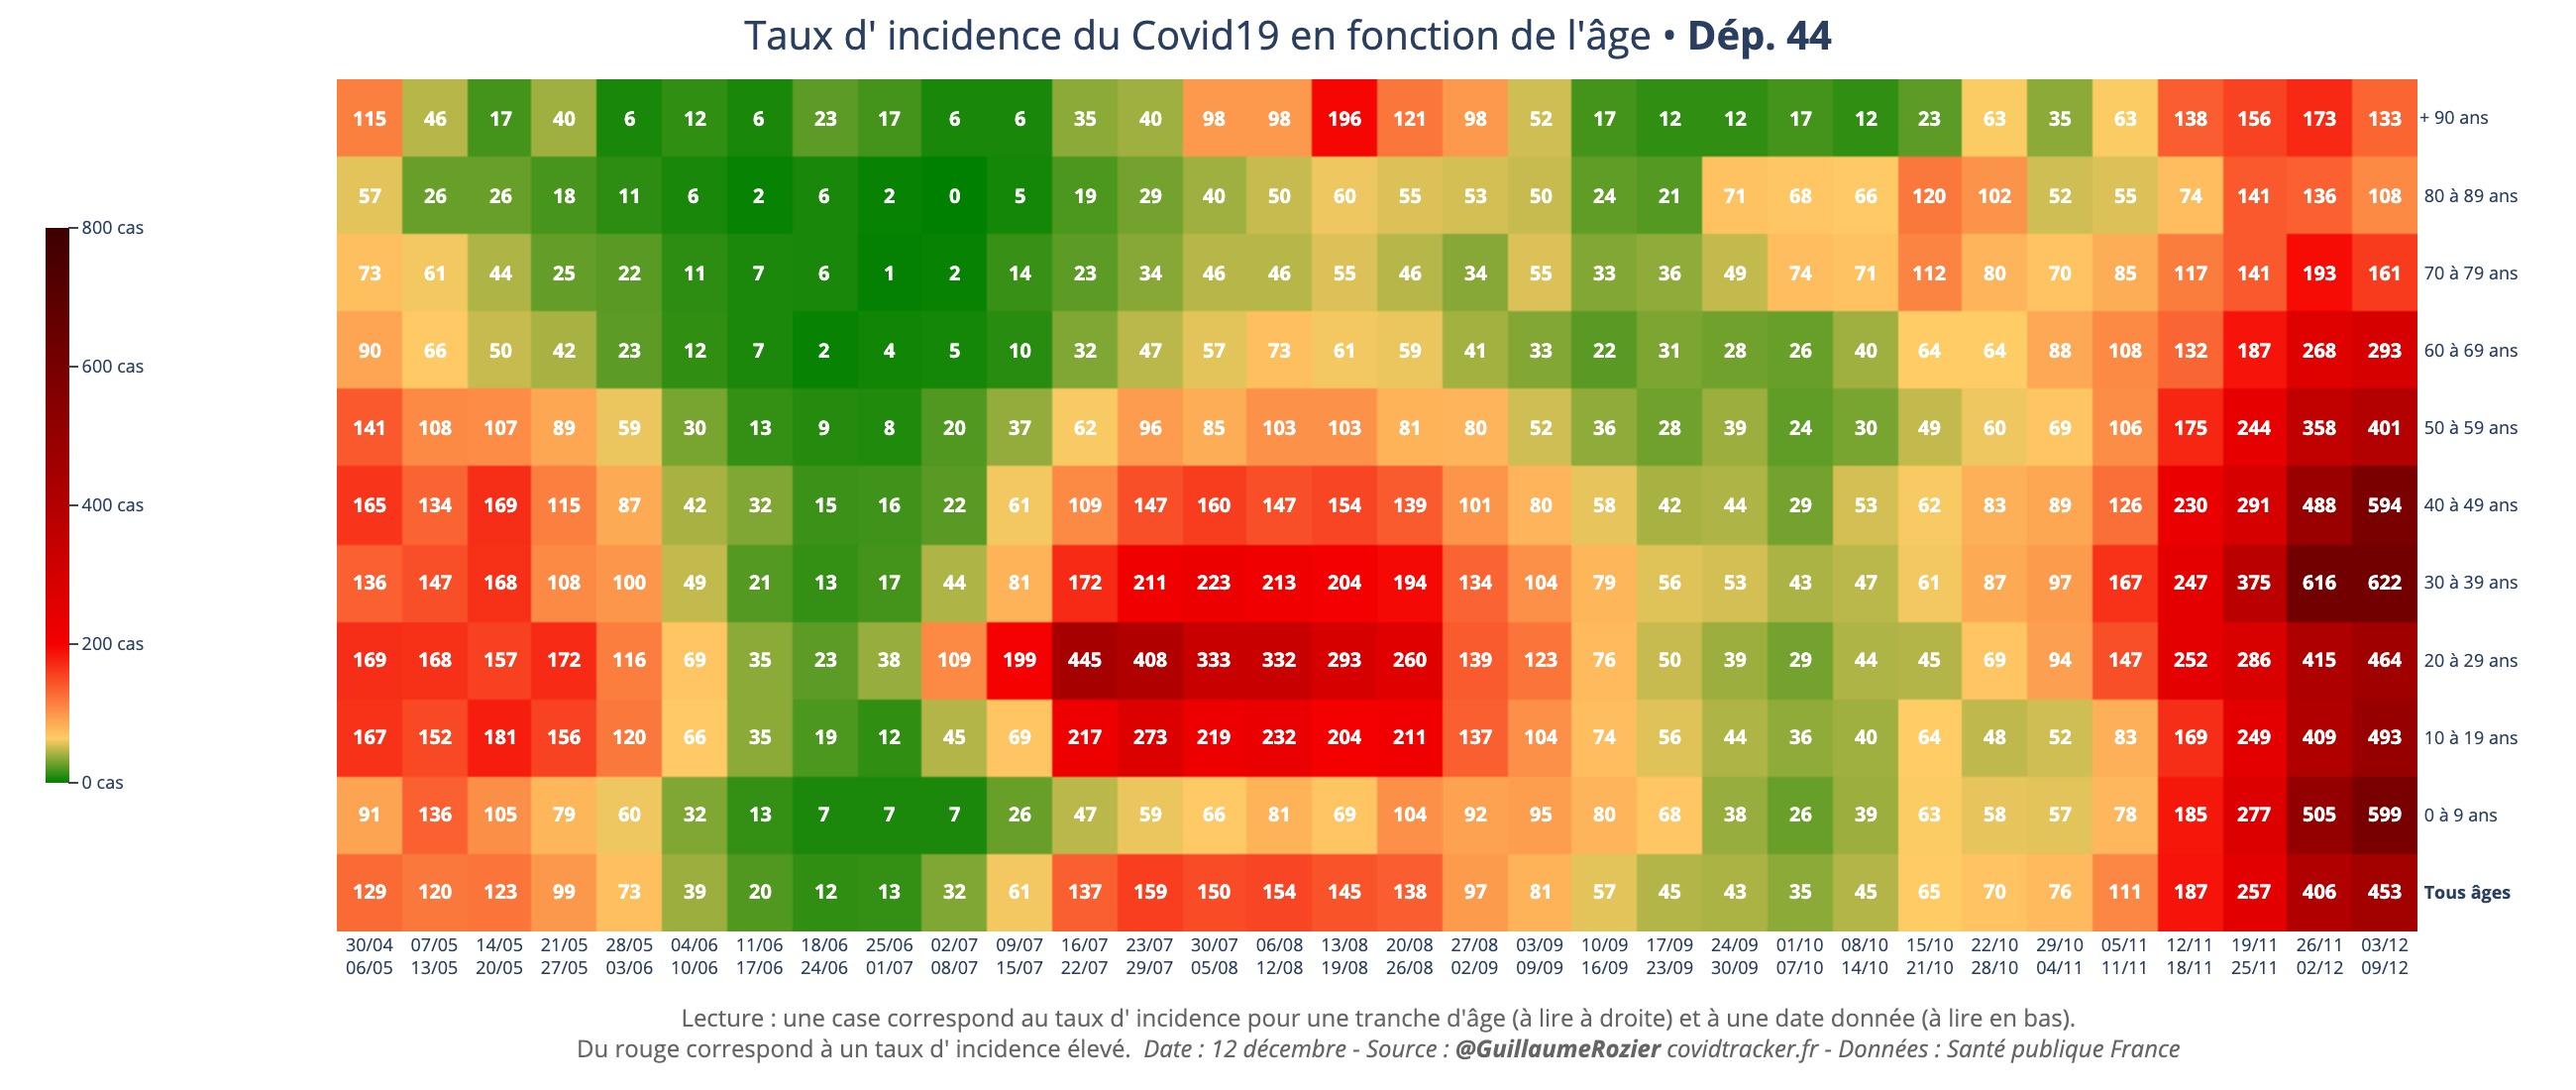 Taux d' incidence du Covid19 en fonction de l'âge • Dép. 44
800 cas
600 cas
400 cas
200 cas
0 cas
115 46 17 40 6 12 6 23 17 6 6 35 40 98 98 196 121 98 52 17 12 12 17 12 23 63 35 63 138 156 173 133 + 90 ans
57 26 26 18 11 6 2 6 2 0 5 19 29 40 50 60 55 53 50 24 21 71 68 66 120 102 52 55 74 141 136 108 80 à 89 ans
73 61 44 25 22 11 7 6 1 2 14 23 34 46 46 55 46 34 55 33 36 49 74 71 112 80 70 85 117 141 193 161 70 à 79 ans
90 66 50 42 23 12 7 2 4 5 10 32 47 57 73 61 59 41 33 22 31 28 26 40 64 64 88 108 132 187 268 293 60 à 69 ans
141 108 107 89 59 30 13 9 8 20 37 62 96 85 103 103 81 80 52 36 28 39 24 30 49 60 69 106 175 244 358 401 50 à 59 ans
165 134 169 115 87 42 32 15 16 22 61 109 147 160 147 154 139 101 80 58 42 44 29 53 62 83 89 126 230 291 488 594 40 à 49 ans
136 147 168 108 100 49 21 13 17 44 81 172 211 223 213 204 194 134 104 79 56 53 43 47 61 87 97 167 247 375 616 622 30 à 39 ans
169 168 157 172 116 69 35 23 38 109 199 445 408 333 332 293 260 139 123 76 50 39 29 44 45 69 94 147 252 286 415 464 20 à 29 ans
167 152 181 156 120 66 35 19 12 45 69 217 273 219 232 204 211 137 104 74 56 44 36 40 64 48 52 83 169 249 409 493 10 à 19 ans
91 136 105 79 60 32 13 7 7 7 26 47 59 66 81 69 104 92 95 80 68 38 26 39 63 58 57 78 185 277 505 599 0 à 9 ans
129 120 123 99 73 39 20 12 13 32 61 137 159 150 154 145 138 97 81 57 45 43 35 45 65 70 76 111 187 257 406 453 Tous âges
30/04 07/05 14/05 21/05 28/05 04/06 11/06 18/06 25/06 02/07 09/07 16/07 23/07 30/07 06/08 13/08 20/08 27/08 03/09 10/09 17/09 24/09 01/10 08/10 15/10 22/10 29/10 05/11 12/11 19/11 26/11 03/12
06/05 13/05 20/05 27/05 03/06 10/06 17/06 24/06 01/07 08/07 15/07 22/07 29/07 05/08 12/08 19/08 26/08 02/09 09/09 16/09 23/09 30/09 07/10 14/10 21/10 28/10 04/11 11/11 18/11 25/11 02/12 09/12
Lecture : une case correspond au taux d' incidence pour une tranche d'âge (à lire à droite) et à une date donnée (à lire en bas).
Du rouge correspond à un taux d' incidence élevé. Date : 12 décembre - Source : @GuillaumeRozier covidtracker.fr - Données : Santé publique France